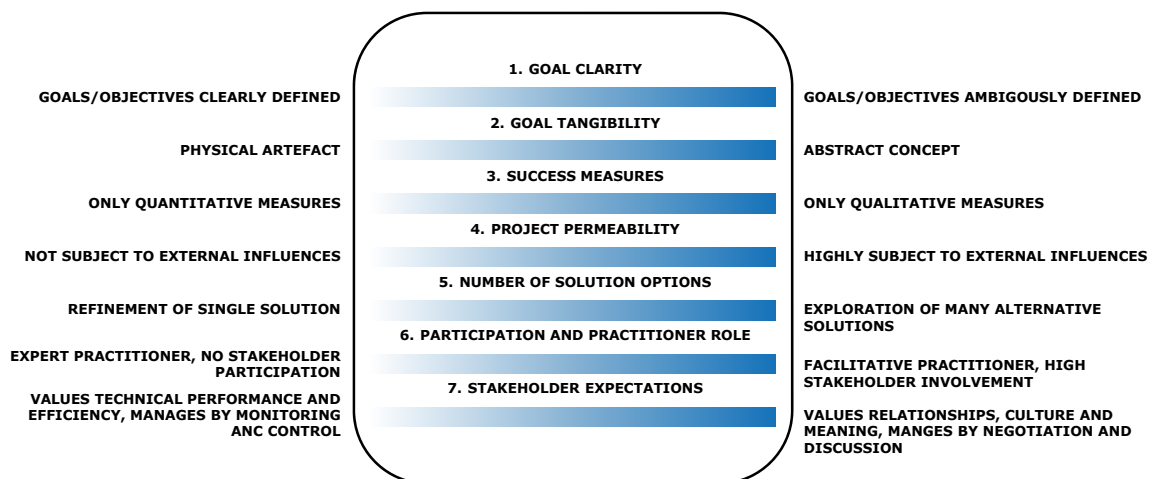 1. GOAL CLARITY
GOALS/OBJECTIVES CLEARLY DEFINED
GOALS/OBJECTIVES AMBIGOUSLY DEFINED
2. GOAL TANGIBILITY
PHYSICAL ARTEFACT
ABSTRACT CONCEPT
3. SUCCESS MEASURES
ONLY QUANTITATIVE MEASURES
ONLY QUALITATIVE MEASURES
4. PROJECT PERMEABILITY
NOT SUBJECT TO EXTERNAL INFLUENCES
HIGHLY SUBJECT TO EXTERNAL INFLUENCES
5. NUMBER OF SOLUTION OPTIONS
REFINEMENT OF SINGLE SOLUTION
EXPLORATION OF MANY ALTERNATIVE
SOLUTIONS
6. PARTICIPATION AND PRACTITIONER ROLE
EXPERT PRACTITIONER, NO STAKEHOLDER
PARTICIPATION
FACILITATIVE PRACTITIONER, HIGH
STAKEHOLDER INVOLVEMENT
7. STAKEHOLDER EXPECTATIONS
VALUES TECHNICAL PERFORMANCE AND
EFFICIENCY, MANAGES BY MONITORING
ANC CONTROL
VALUES RELATIONSHIPS, CULTURE AND
MEANING, MANGES BY NEGOTIATION AND
DISCUSSION